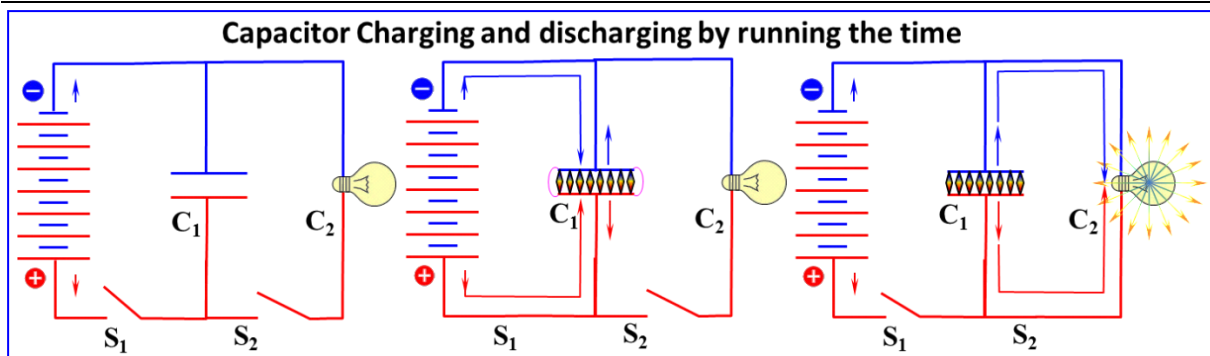 Capacitor Charging and discharging by running the time
− − −
C₁ C₂ C₁ C₂ C₁ C₂
+ + +
S₁ S₂ S₁ S₂ S₁ S₂